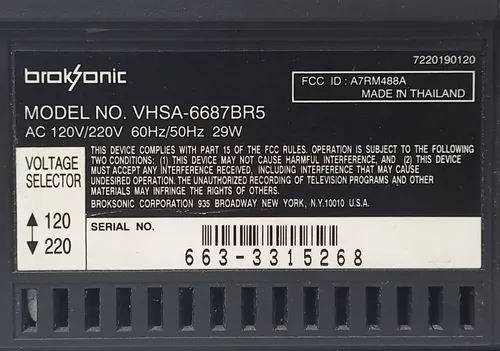 7220190120
broksonic
FCC ID : A7RM488A
MADE IN THAILAND
MODEL NO. VHSA-6687BR5
AC 120V/220V 60Hz/50Hz 29W
VOLTAGE
SELECTOR
120
220
THIS DEVICE COMPLIES WITH PART 15 OF THE FCC RULES. OPERATION IS SUBJECT TO THE FOLLOWING
TWO CONDITIONS: (1) THIS DEVICE MAY NOT CAUSE HARMFUL INTERFERENCE, AND (2) THIS DEVICE
MUST ACCEPT ANY INTERFERENCE RECEIVED, INCLUDING INTERFERENCE THAT MAY CAUSE
UNDESIRED OPERATION. THE UNAUTHORIZED RECORDING OF TELEVISION PROGRAMS AND OTHER
MATERIALS MAY INFRINGE THE RIGHTS OF OTHERS.
BROKSONIC CORPORATION 935 BROADWAY NEW YORK, N.Y.10010 U.S.A.
SERIAL NO.
663-3315268